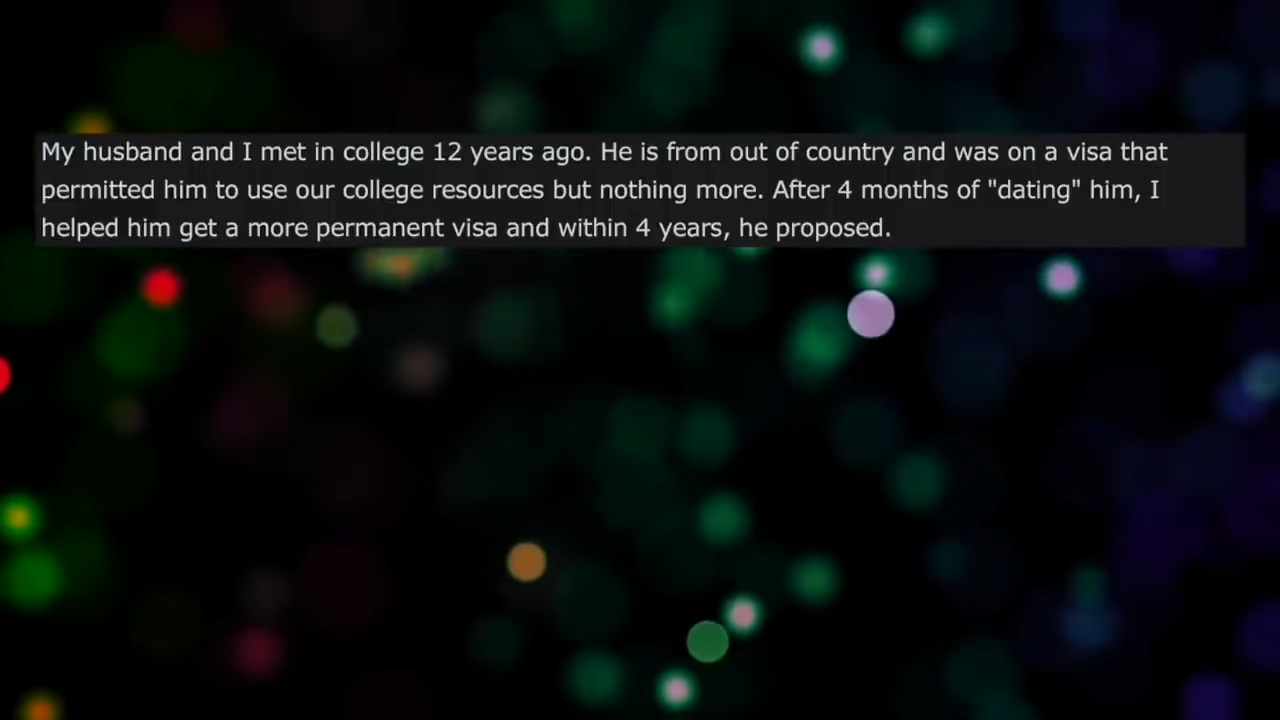 My husband and I met in college 12 years ago. He is from out of country and was on a visa that
permitted him to use our college resources but nothing more. After 4 months of "dating" him, I
helped him get a more permanent visa and within 4 years, he proposed.